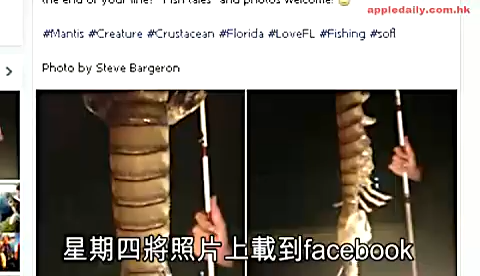 the end of your line? "Fish tales" and photos welcome!
appledaily.com.hk
#Mantis #Creature #Crustacean #Florida #LoveFL #Fishing #sofl
Photo by Steve Bargeron
星期四將照片上載到facebook